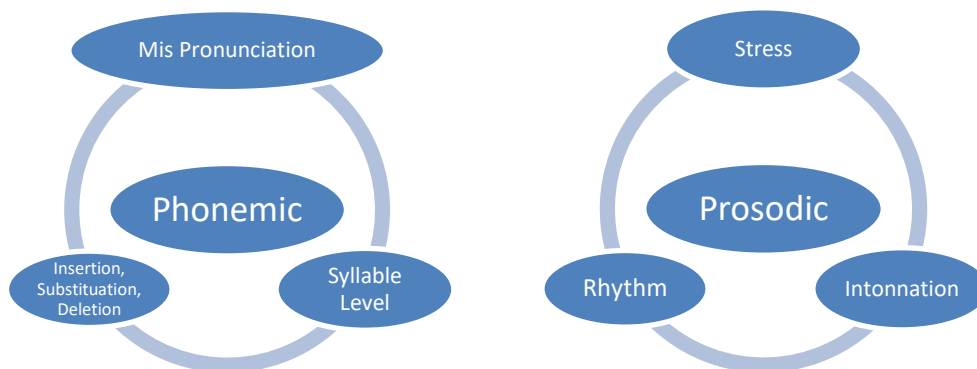 Mis Pronunciation
Phonemic
Insertion,
Substituation,
Deletion
Syllable
Level
Stress
Prosodic
Rhythm
Intonnation